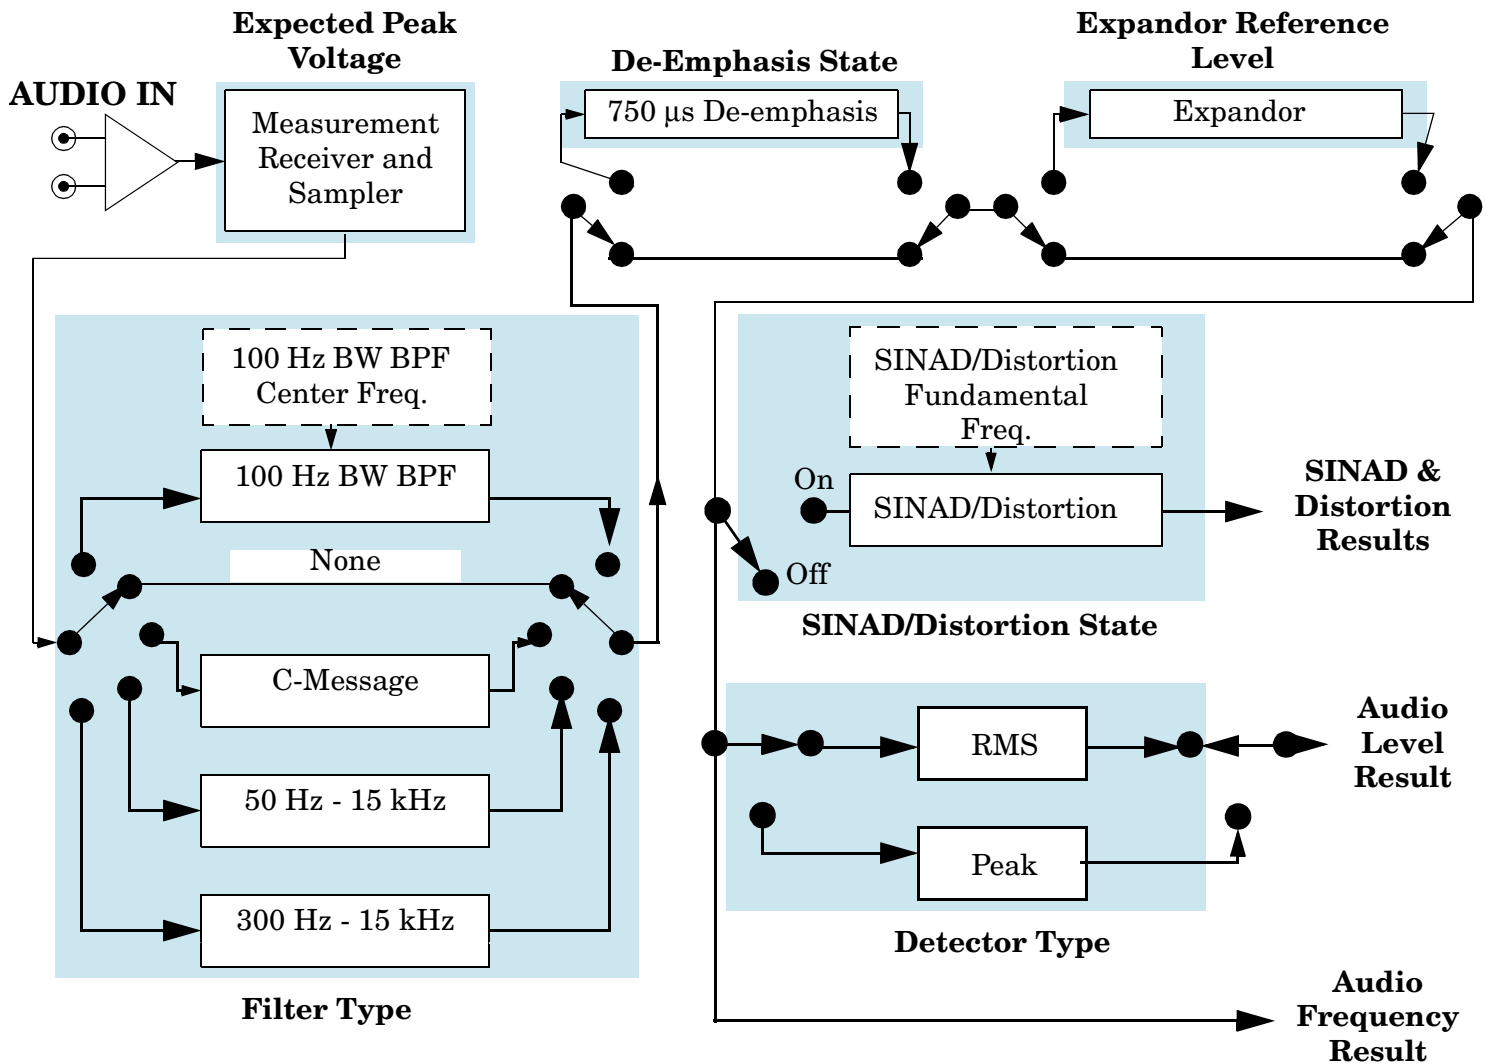 Expected Peak
Voltage
AUDIO IN
Measurement
Receiver and
Sampler
De-Emphasis State
750 µs De-emphasis
Expandor Reference
Level
Expandor
100 Hz BW BPF
Center Freq.
100 Hz BW BPF
None
C-Message
50 Hz - 15 kHz
300 Hz - 15 kHz
Filter Type
SINAD/Distortion
Fundamental
Freq.
On
SINAD/Distortion
Off
SINAD/Distortion State
SINAD &
Distortion
Results
RMS
Peak
Detector Type
Audio
Level
Result
Audio
Frequency
Result